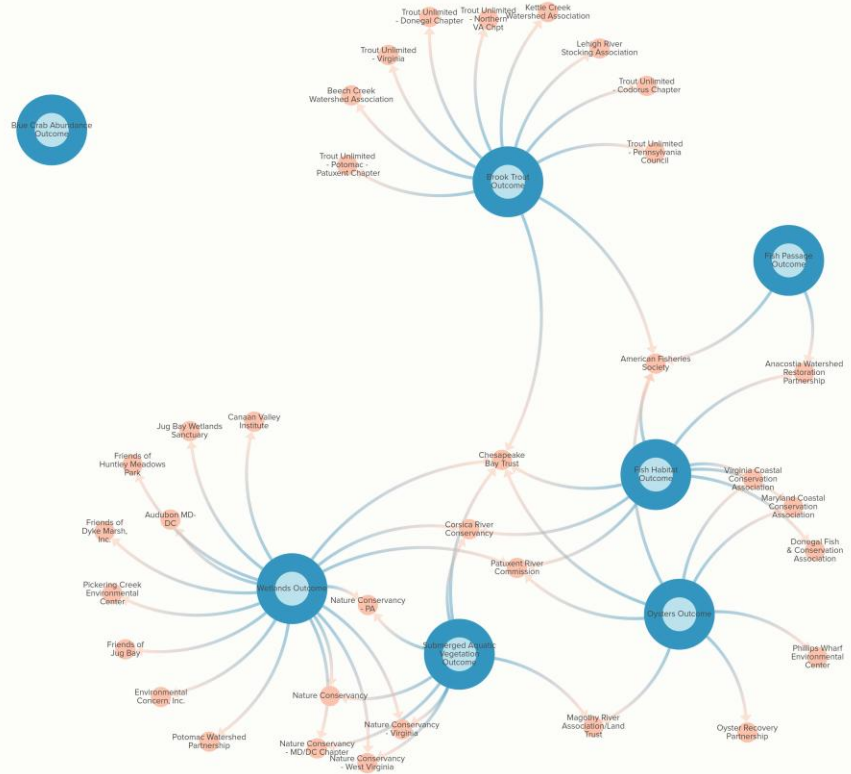 Trout Unlimited
- Donegal Chapter
Trout Unlimited
- Northern
VA Chpt
Kettle Creek
Watershed Association
Trout Unlimited
- Virginia
Lehigh River
Stocking Association
Beech Creek
Watershed Association
Trout Unlimited
- Codorus Chapter
Blue Crab Abundance
Outcome
Trout Unlimited
- Potomac -
Patuxent Chapter
Trout Unlimited
- Pennsylvania
Council
Brook Trout
Outcome
Fish Passage
Outcome
American Fisheries
Society
Anacostia Watershed
Restoration
Partnership
Canaan Valley
Institute
Jug Bay Wetlands
Sanctuary
Friends of
Huntley Meadows
Park
Chesapeake
Bay Trust
Fish Habitat
Outcome
Virginia Coastal
Conservation
Association
Maryland Coastal
Conservation
Association
Audubon MD-
DC
Friends of
Dyke Marsh,
Inc
Corsica River
Conservancy
Donegal Fish
& Conservation
Association
Patuxent River
Commission
Pickering Creek
Environmental
Center
Wetlands Outcome
Nature Conservancy
- PA
Oysters Outcome
Friends of
Jug Bay
Submerged Aquatic
Vegetation
Outcome
Phillips Wharf
Environmental
Center
Environmental
Concern, Inc.
Nature Conservancy
Magothy River
Association/Land
Trust
Nature Conservancy
- Virginia
Oyster Recovery
Partnership
Potomac Watershed
Partnership
Nature Conservancy
- MD/DC Chapter
Nature Conservancy
- West Virginia